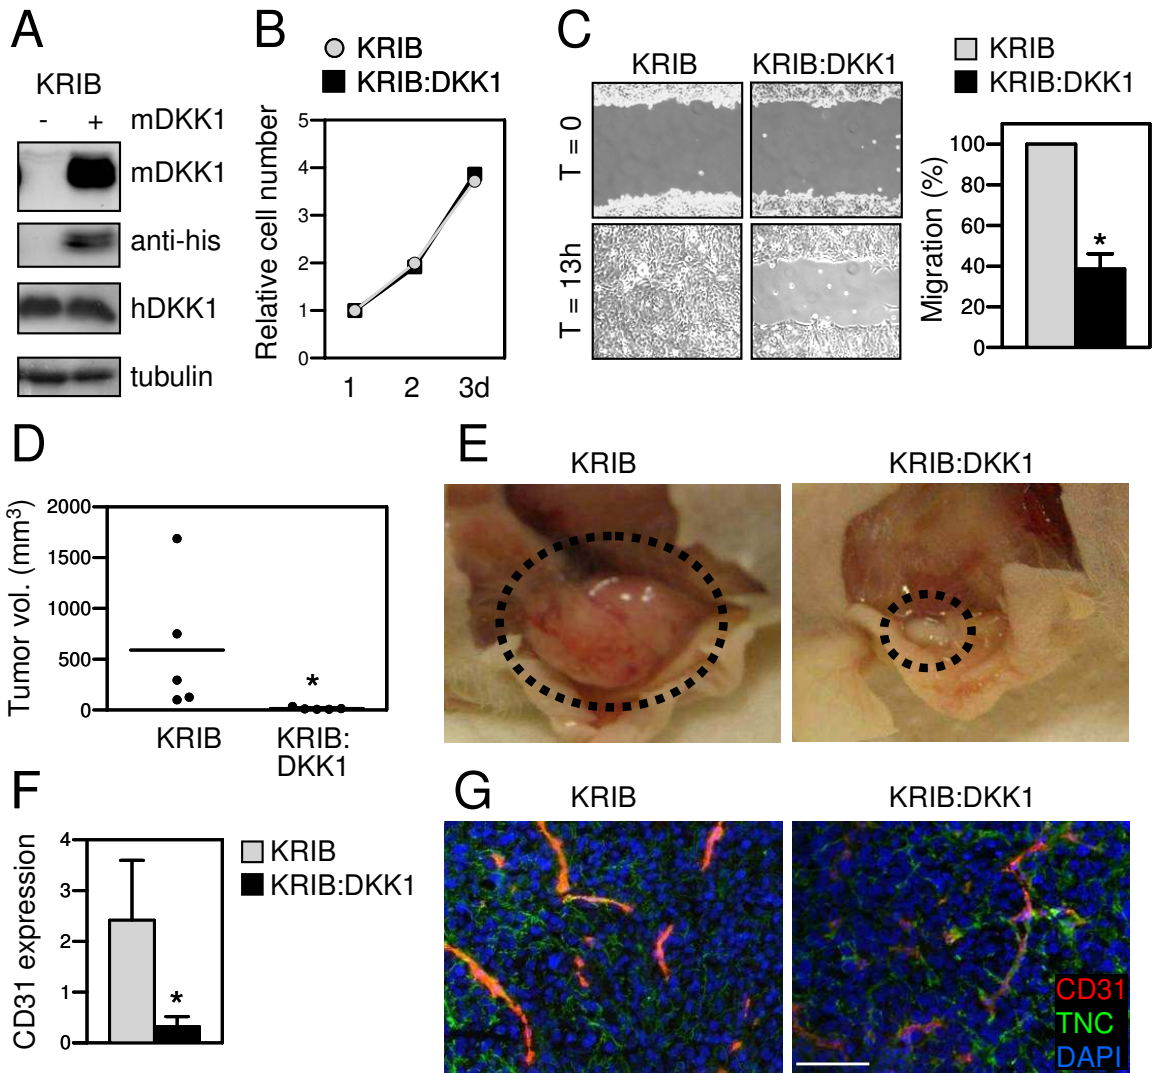 A
KRIB
- + mDKK1
mDKK1
anti-his
hDKK1
tubulin
B
KRIB
KRIB:DKK1
Relative cell number
5
4
3
2
1
0
1 2 3d
C
KRIB KRIB:DKK1
T = 0
T = 13h
KRIB
KRIB:DKK1
Migration (%)
100
80
60
40
20
0
*
D
Tumor vol. (mm³)
2000
1500
1000
500
0
*
KRIB KRIB:
DKK1
E
KRIB KRIB:DKK1
F
CD31 expression
4
3
2
1
0
*
KRIB
KRIB:DKK1
G
KRIB KRIB:DKK1
CD31
TNC
DAPI